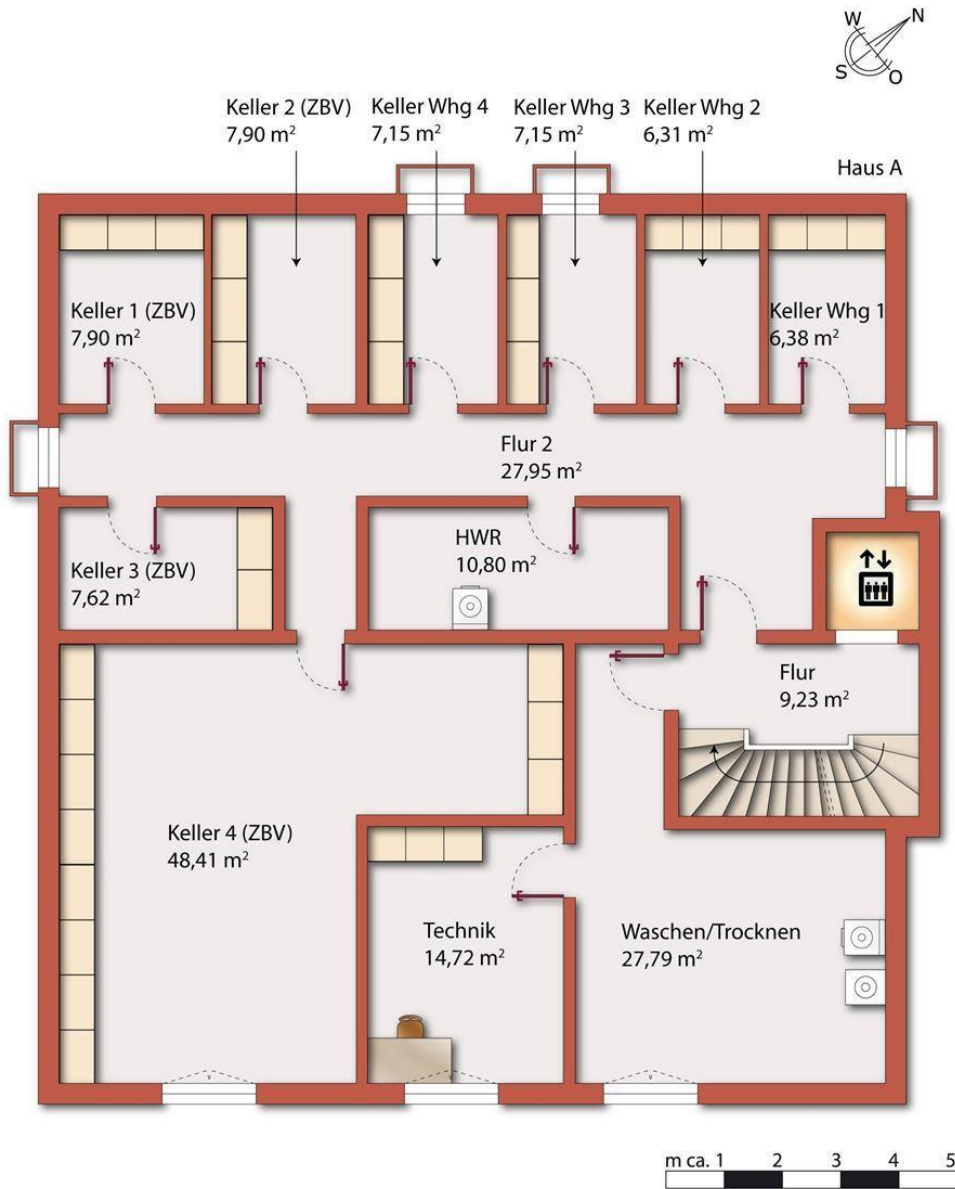 W
N
S
O
Keller 2 (ZBV)
7,90 m²
Keller Whg 4
7,15 m²
Keller Whg 3
7,15 m²
Keller Whg 2
6,31 m²
Haus A
Keller 1 (ZBV)
7,90 m²
Keller Whg 1
6,38 m²
Flur 2
27,95 m²
HWR
10,80 m²
Keller 3 (ZBV)
7,62 m²
Flur
9,23 m²
Keller 4 (ZBV)
48,41 m²
Technik
14,72 m²
Waschen/Trocknen
27,79 m²
m ca. 1 2 3 4 5